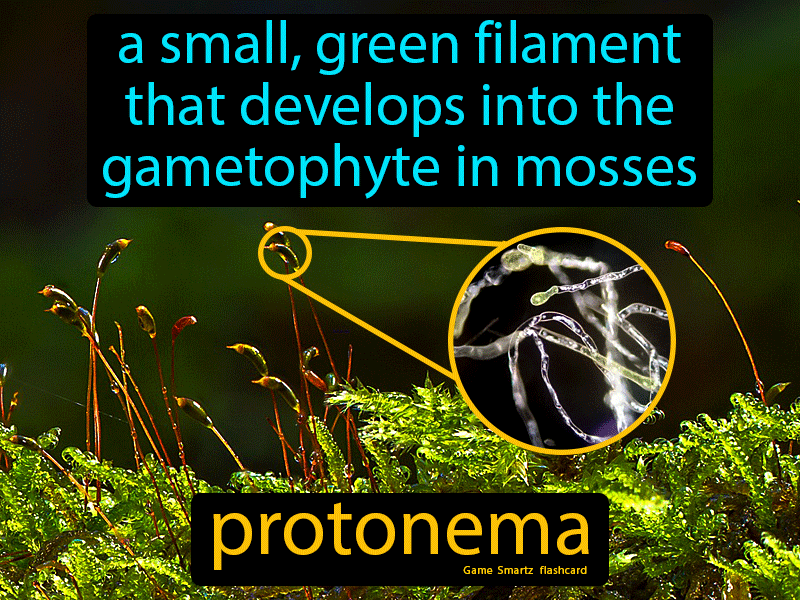 a small, green filament
that develops into the
gametophyte in mosses
protonema
Game Smartz flashcard